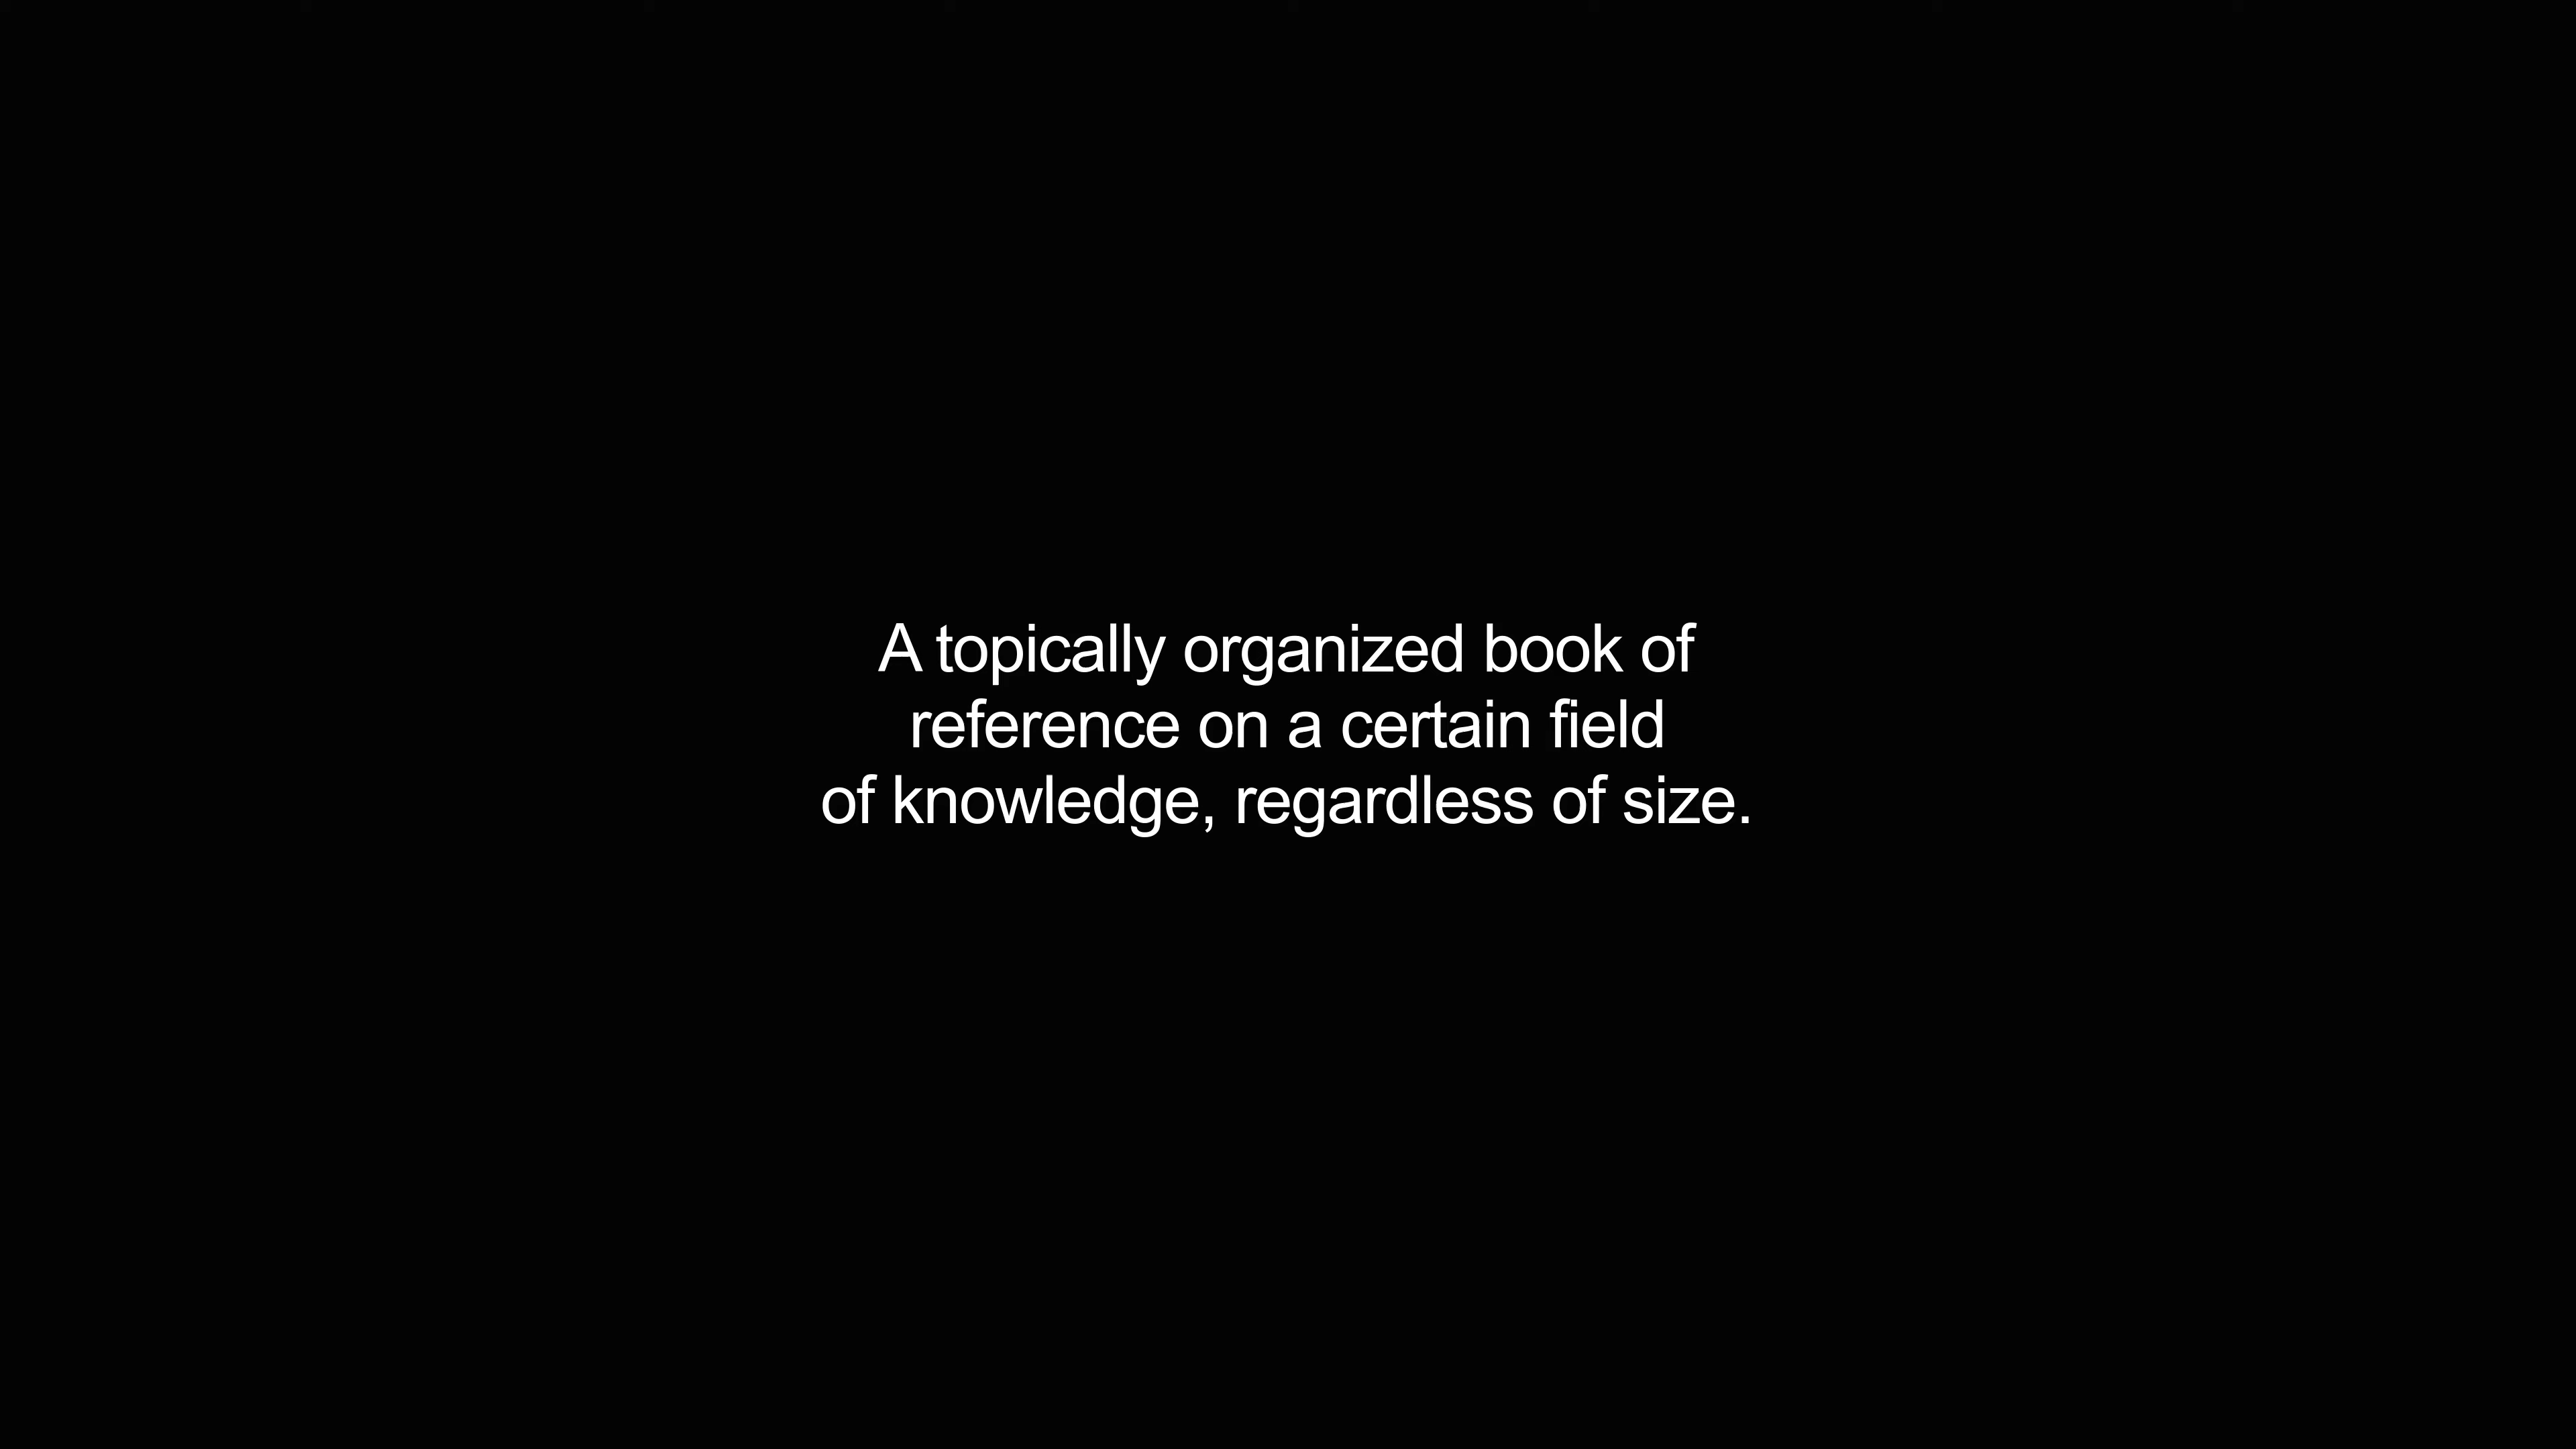 A topically organized book of
reference on a certain field
of knowledge, regardless of size.